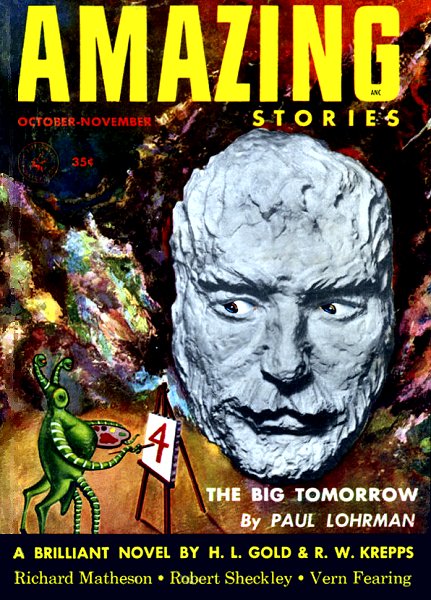 AMAZING
ANC
STORIES
OCTOBER-NOVEMBER
35¢
4
THE BIG TOMORROW
By PAUL LOHRMAN
A BRILLIANT NOVEL BY H. L. GOLD & R. W. KREPPS
Richard Matheson • Robert Sheckley • Vern Fearing